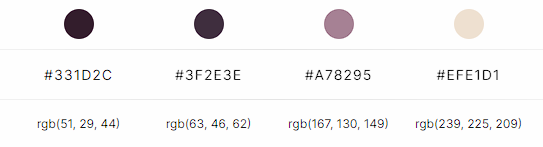 #331D2C #3F2E3E #A78295 #EFE1D1
rgb(51, 29, 44) rgb(63, 46, 62) rgb(167, 130, 149) rgb(239, 225, 209)